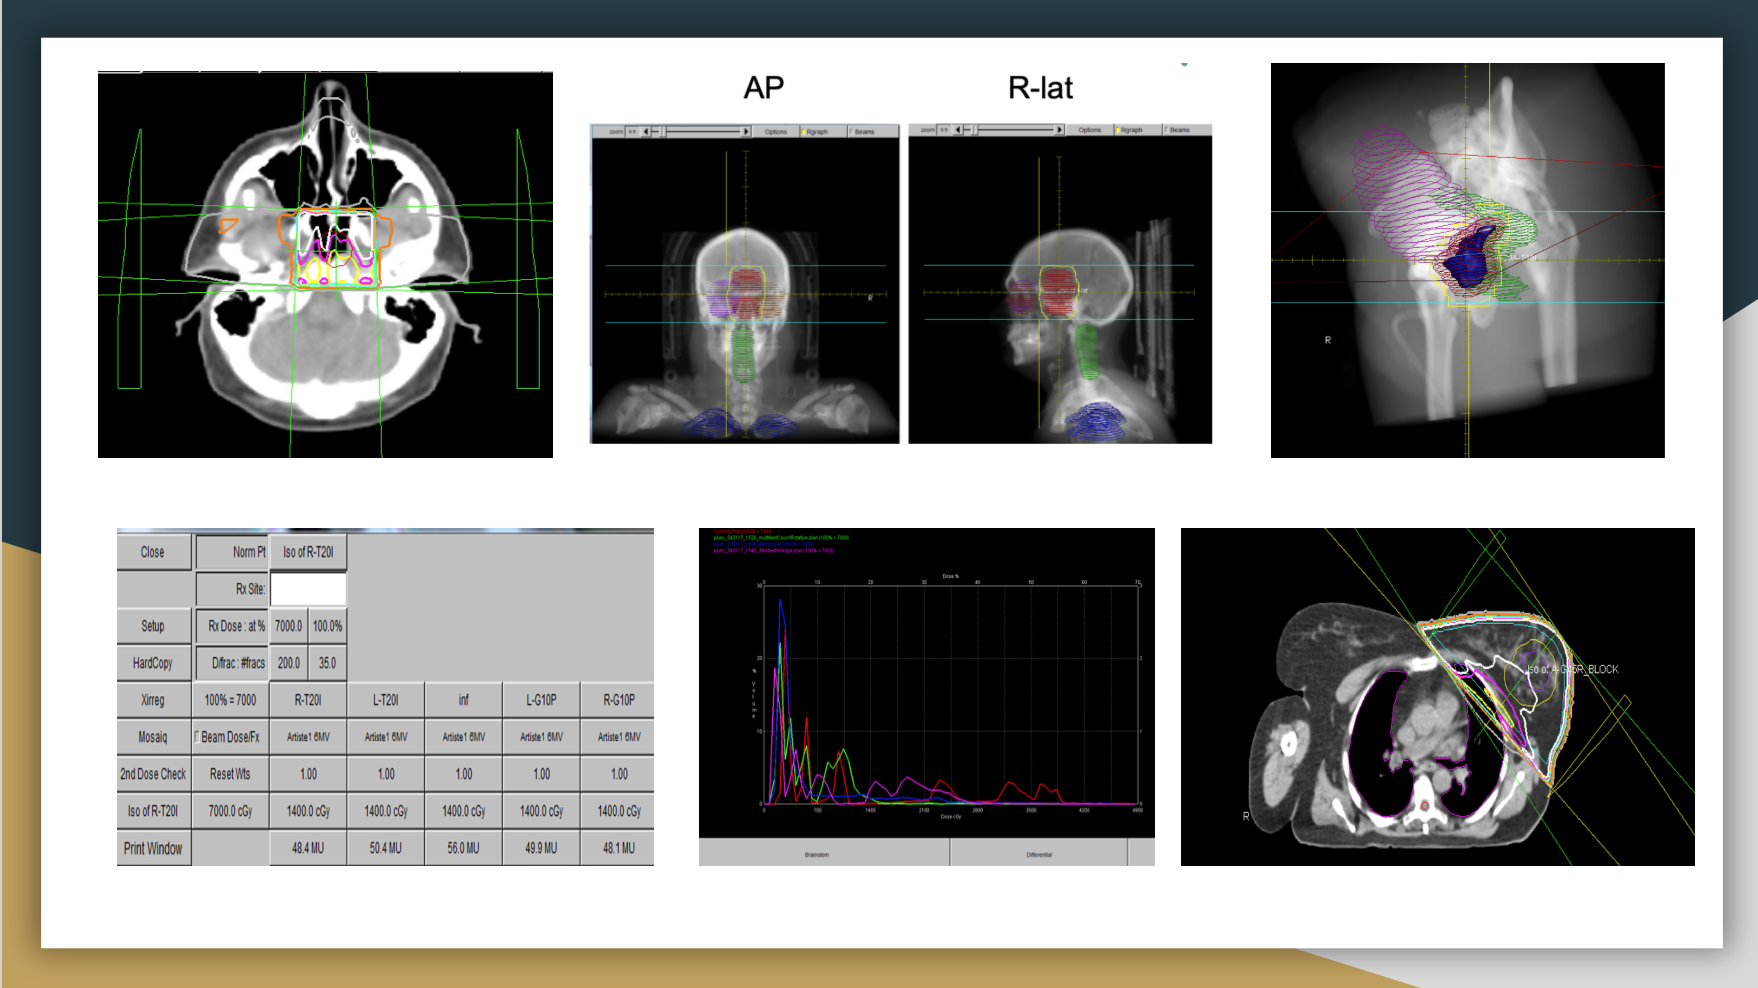 AP
R-lat
zoom
Options
Rgraph
Beams
zoom
Options
Rgraph
Beams
R
R
Close
Norm Pt
Iso of R-T20I
Rx Site:
Setup
Rx Dose : at %
7000.0
100.0%
HardCopy
D/frac : #fracs
200.0
35.0
Xirreg
100% = 7000
R-T20I
L-T20I
inf
L-G10P
R-G10P
Mosaiq
Beam Dose/Fx
Artiste1 6MV
Artiste1 6MV
Artiste1 6MV
Artiste1 6MV
Artiste1 6MV
2nd Dose Check
Reset Wts
1.00
1.00
1.00
1.00
1.00
Iso of R-T20I
7000.0 cGy
1400.0 cGy
1400.0 cGy
1400.0 cGy
1400.0 cGy
1400.0 cGy
Print Window
48.4 MU
50.4 MU
56.0 MU
49.9 MU
48.1 MU
Dose %
0 10 20 30 40 50 60 70
30
20
10
0
% Volume
0 700 1400 2100 2800 3500 4200 4900
Dose cGy
Brainstem
Differential
R